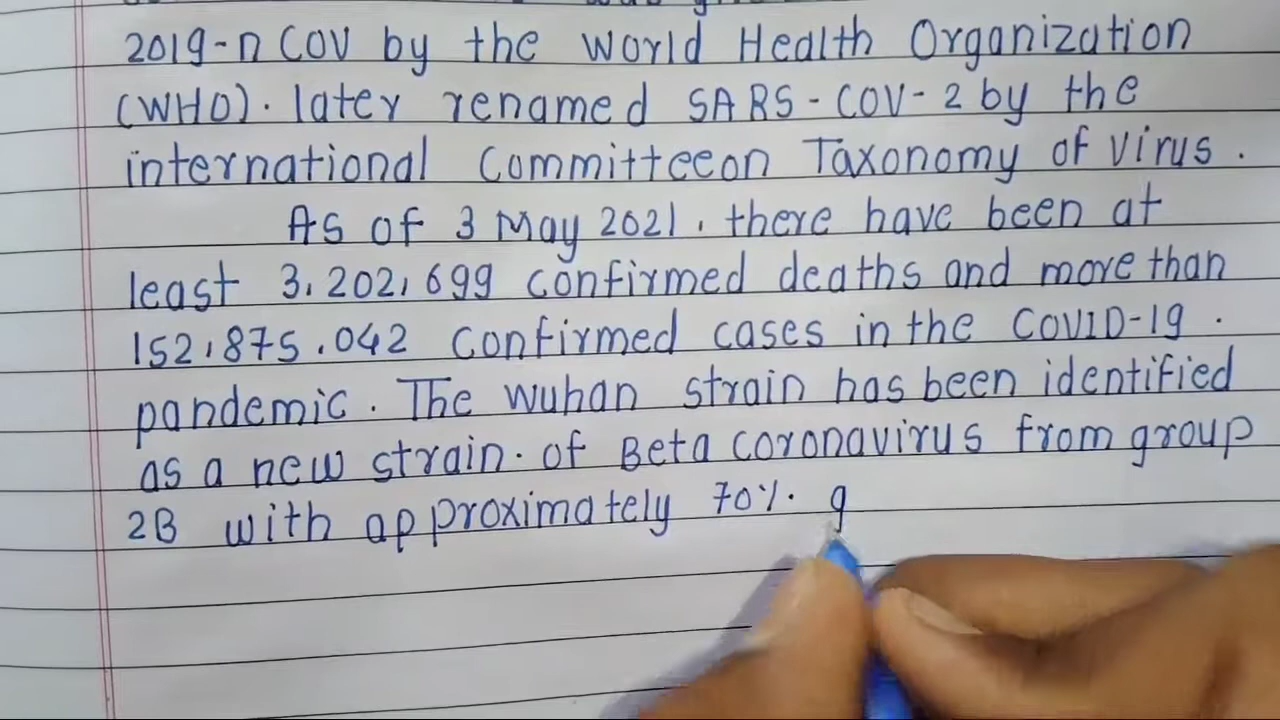 2019-n COV by the World Health Organization
(WHO). later renamed SARS-COV-2 by the
international Committeeon Taxonomy of Virus.
As of 3 May 2021, there have been at
least 3,202,699 confirmed deaths and more than
152,875,042 confirmed cases in the COVID-19.
pandemic. The wuhan strain has been identified
as a new strain. of Beta coronavirus from group
2B with approximately 70%. g